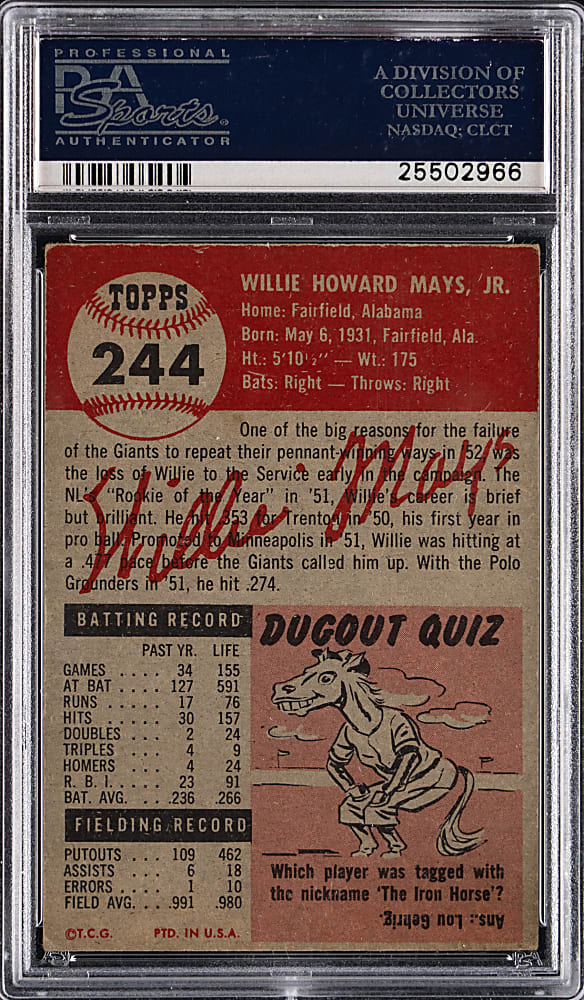 PROFESSIONAL
PSA
Sports
AUTHENTICATOR
A DIVISION OF
COLLECTORS
UNIVERSE
NASDAQ: CLCT
25502966
TOPPS
244
WILLIE HOWARD MAYS, JR.
Home: Fairfield, Alabama
Born: May 6, 1931, Fairfield, Ala.
Ht.: 5'10½" — Wt.: 175
Bats: Right — Throws: Right
One of the big reasons for the failure
of the Giants to repeat their pennant-winning ways in '52 was
the loss of Willie to the Service early in the campaign. The
NL's "Rookie of the Year" in '51, Willie's career is brief
but brilliant. He hit .353 for Trenton in '50, his first year in
pro ball. Promoted to Minneapolis in '51, Willie was hitting at
a .477 pace before the Giants called him up. With the Polo
Grounders in '51, he hit .274.
Willie Mays
BATTING RECORD
PAST YR. LIFE
GAMES .... 34 155
AT BAT .... 127 591
RUNS .... 17 76
HITS .... 30 157
DOUBLES ... 2 24
TRIPLES ... 4 9
HOMERS ... 4 24
R. B. I. .... 23 91
BAT. AVG. ... .236 .266
FIELDING RECORD
PUTOUTS ... 109 462
ASSISTS ... 6 18
ERRORS ... 1 10
FIELD AVG. ... .991 .980
©T.C.G. PTD. IN U.S.A.
DUGOUT QUIZ
Which player was tagged with
the nickname 'The Iron Horse'?
Ans.: Lou Gehrig.